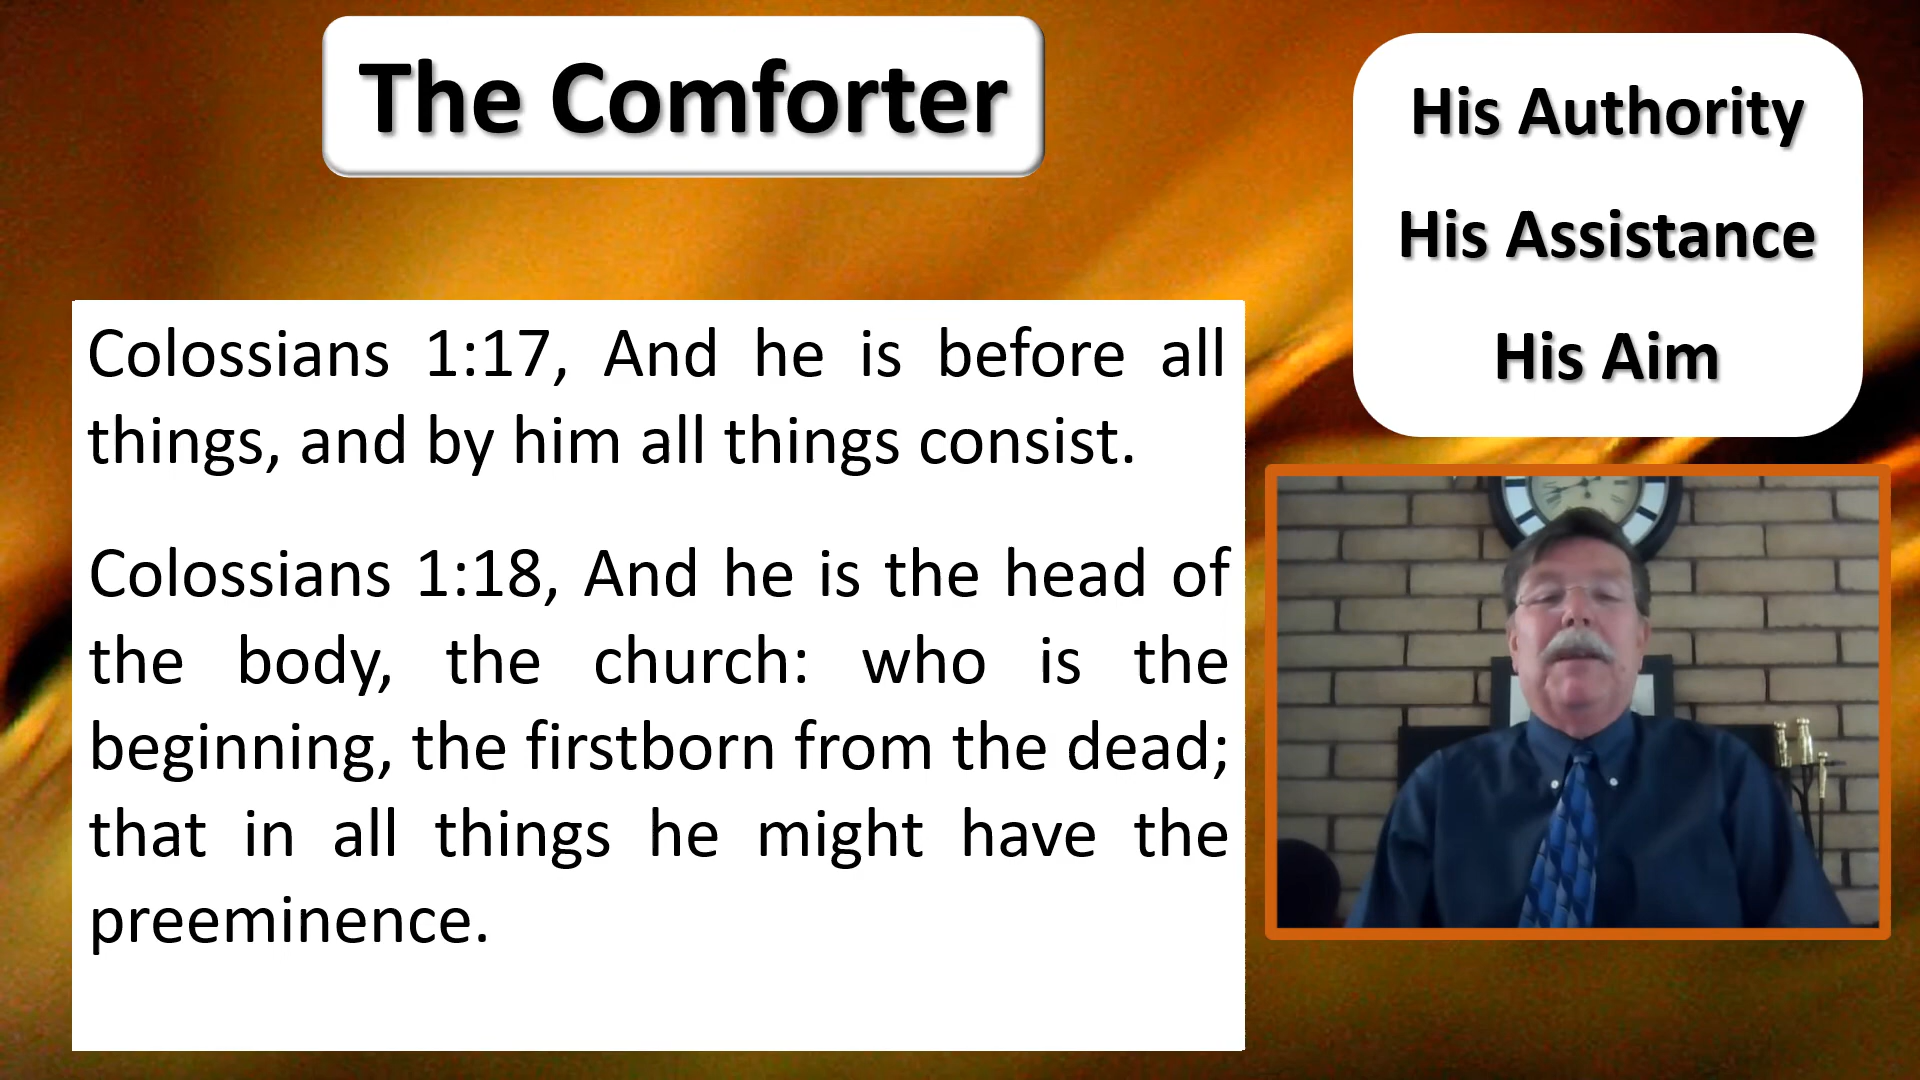 The Comforter
His Authority
His Assistance
His Aim
Colossians 1:17, And he is before all
things, and by him all things consist.
Colossians 1:18, And he is the head of
the body, the church: who is the
beginning, the firstborn from the dead;
that in all things he might have the
preeminence.